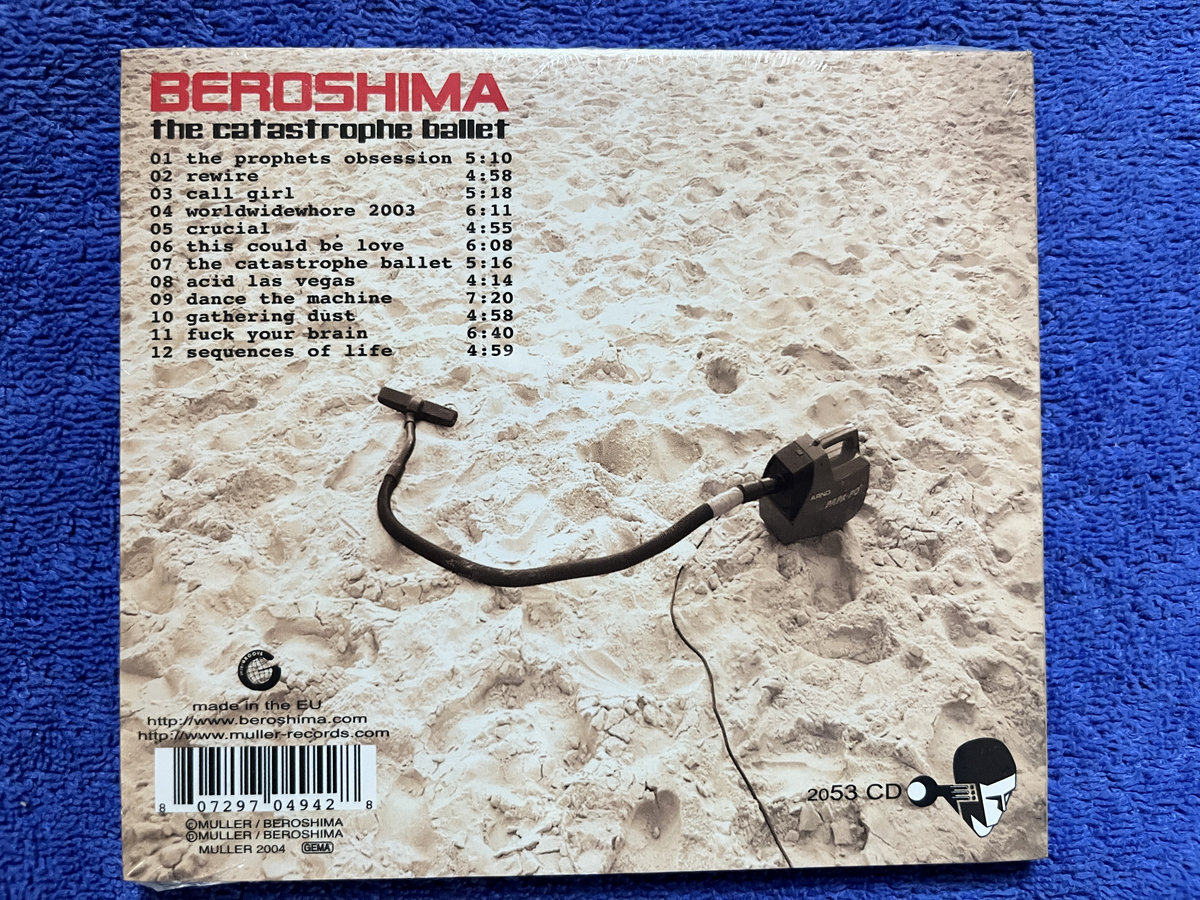 BEROSHIMA
the catastrophe ballet
01 the prophets obsession 5:10
02 rewire 4:58
03 call girl 5:18
04 worldwidewhore 2003 6:11
05 crucial 4:55
06 this could be love 6:08
07 the catastrophe ballet 5:16
08 acid las vegas 4:14
09 dance the machine 7:20
10 gathering dust 4:58
11 fuck your brain 6:40
12 sequences of life 4:59
ARNO
made in the EU
http://www.beroshima.com
http://www.muller-records.com
8 07297 04942 8
2053 CD
©MULLER / BEROSHIMA
℗MULLER / BEROSHIMA
MULLER 2004 GEMA